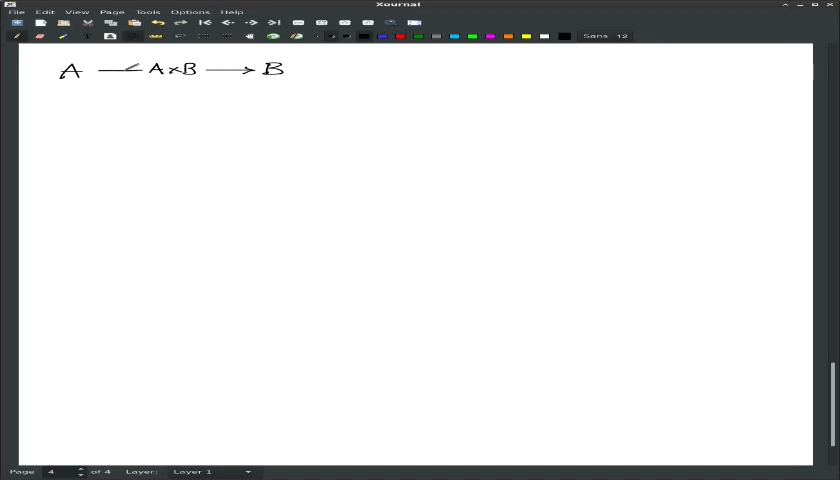 Xournal
File Edit View Page Tools Options Help
Sans 12
A — A×B → B
Page 4 of 4 Layer: Layer 1